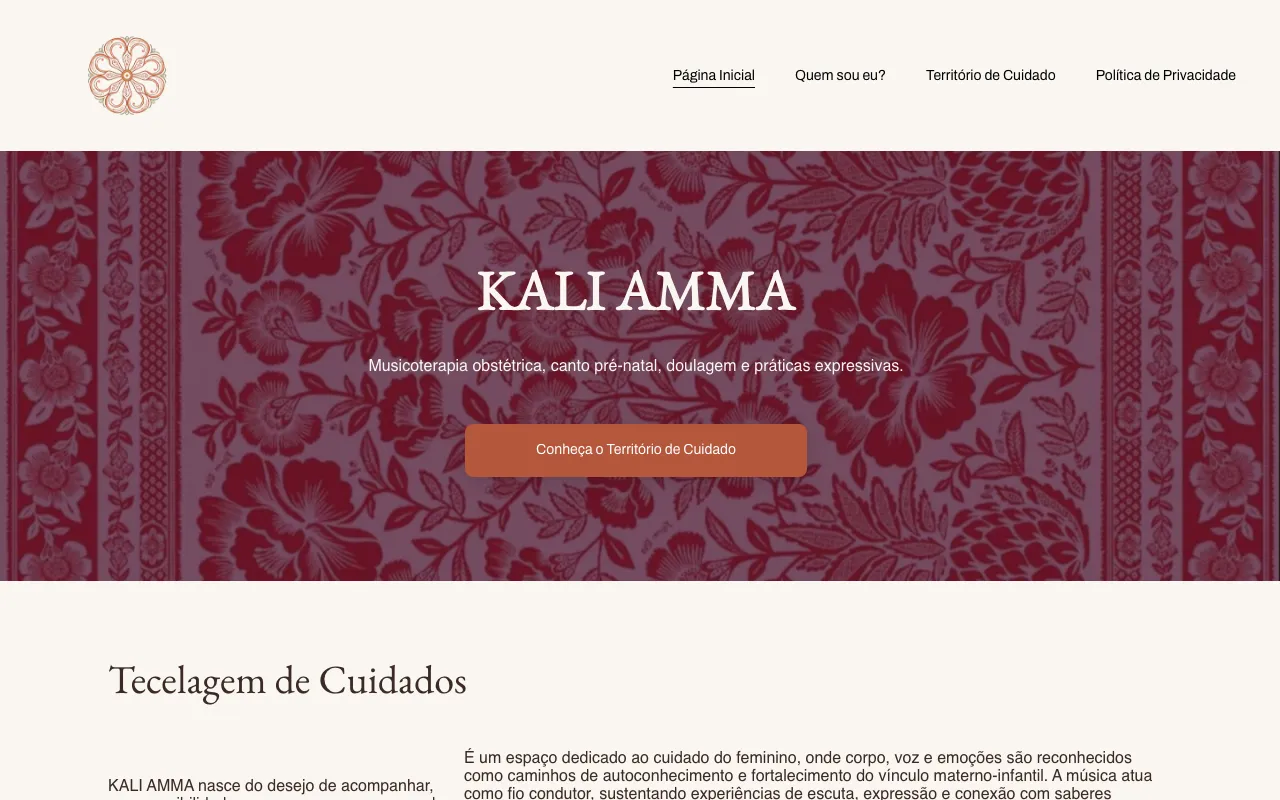 Página Inicial
Quem sou eu?
Território de Cuidado
Política de Privacidade
KALI AMMA
Musicoterapia obstétrica, canto pré-natal, doulagem e práticas expressivas.
Conheça o Território de Cuidado
Tecelagem de Cuidados
KALI AMMA nasce do desejo de acompanhar,
É um espaço dedicado ao cuidado do feminino, onde corpo, voz e emoções são reconhecidos
como caminhos de autoconhecimento e fortalecimento do vínculo materno-infantil. A música atua
como fio condutor, sustentando experiências de escuta, expressão e conexão com saberes